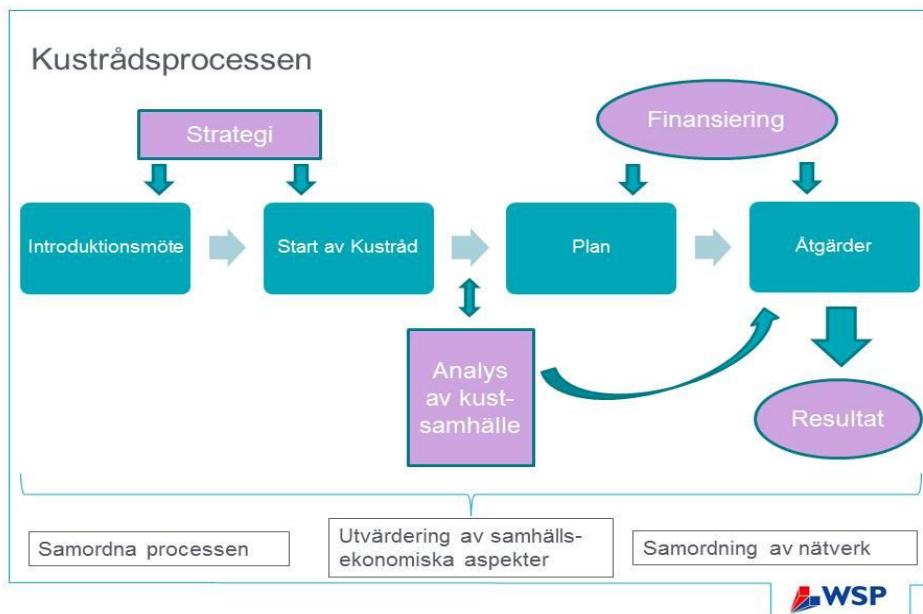 Kustrådsprocessen
Strategi
Finansiering
Introduktionsmöte
Start av Kustråd
Plan
Åtgärder
Analys
av kust-
samhälle
Resultat
Samordna processen
Utvärdering av samhälls-
ekonomiska aspekter
Samordning av nätverk
WSP